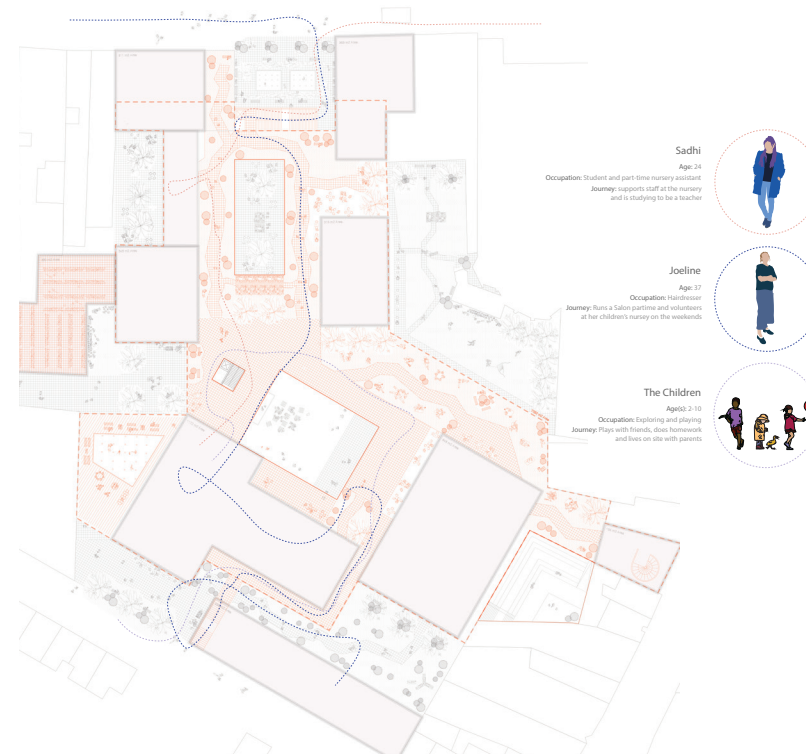 Sadhi
Age: 24
Occupation: Student and part-time nursery assistant
Journey: supports staff at the nursery
and is studying to be a teacher
Joeline
Age: 37
Occupation: Hairdresser
Journey: Runs a Salon partime and volunteers
at her children's nursery on the weekends
The Children
Age(s): 2-10
Occupation: Exploring and playing
Journey: Plays with friends, does homework
and lives on site with parents